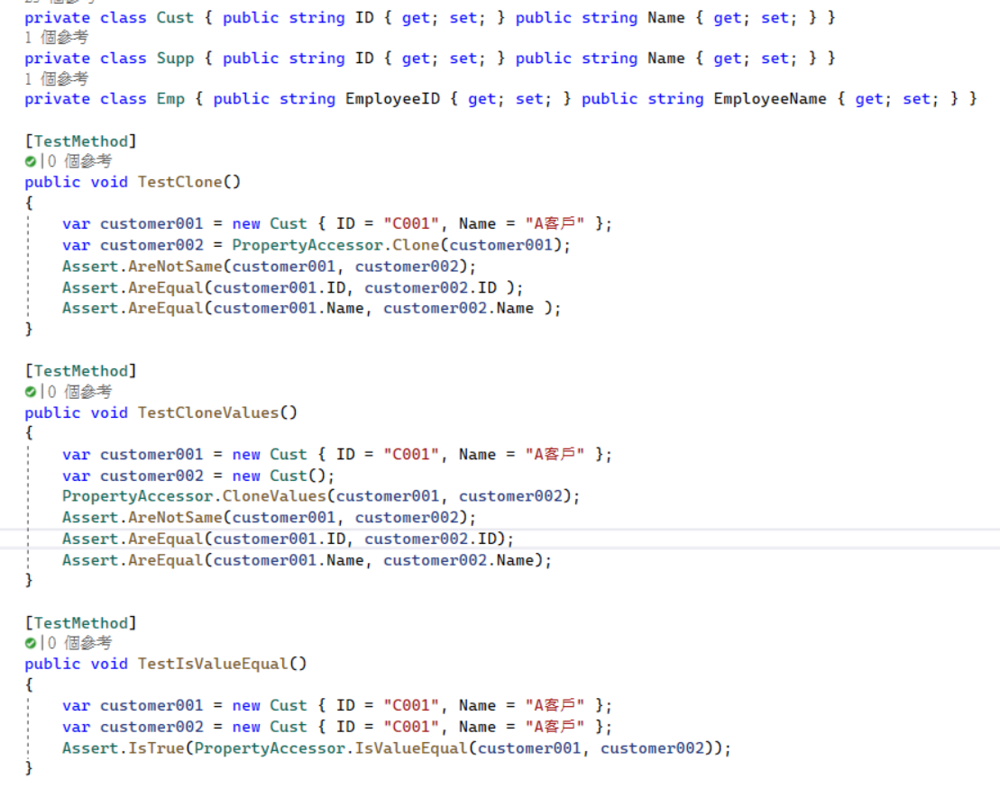 private class Cust { public string ID { get; set; } public string Name { get; set; } }
1 個參考
private class Supp { public string ID { get; set; } public string Name { get; set; } }
1 個參考
private class Emp { public string EmployeeID { get; set; } public string EmployeeName { get; set; } }
[TestMethod]
|0 個參考
public void TestClone()
{
var customer001 = new Cust { ID = "C001", Name = "A客戶" };
var customer002 = PropertyAccessor.Clone(customer001);
Assert.AreNotSame(customer001, customer002);
Assert.AreEqual(customer001.ID, customer002.ID );
Assert.AreEqual(customer001.Name, customer002.Name );
}
[TestMethod]
|0 個參考
public void TestCloneValues()
{
var customer001 = new Cust { ID = "C001", Name = "A客戶" };
var customer002 = new Cust();
PropertyAccessor.CloneValues(customer001, customer002);
Assert.AreNotSame(customer001, customer002);
Assert.AreEqual(customer001.ID, customer002.ID);
Assert.AreEqual(customer001.Name, customer002.Name);
}
[TestMethod]
|0 個參考
public void TestIsValueEqual()
{
var customer001 = new Cust { ID = "C001", Name = "A客戶" };
var customer002 = new Cust { ID = "C001", Name = "A客戶" };
Assert.IsTrue(PropertyAccessor.IsValueEqual(customer001, customer002));
}